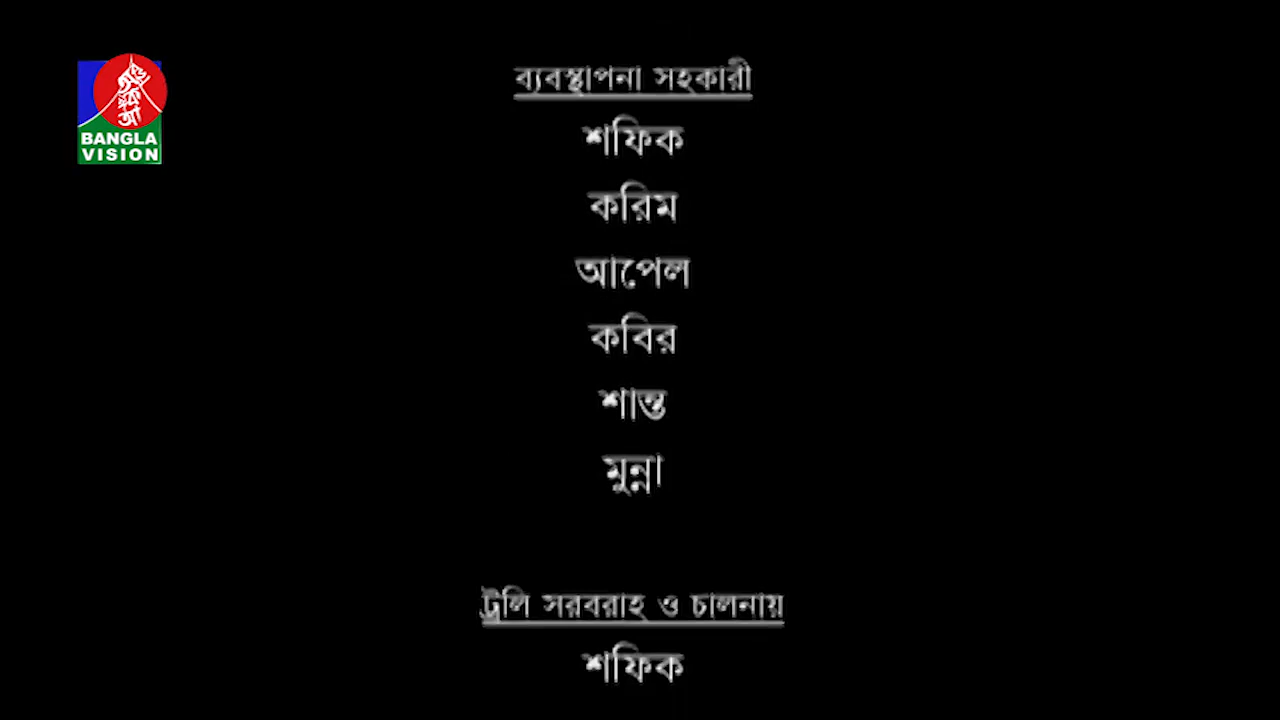 BANGLA
VISION
ব্যবস্থাপনা সহকারী
শফিক
করিম
আপেল
কবির
শান্ত
মুন্না
ট্রলি সরবরাহ ও চালনায়
শফিক